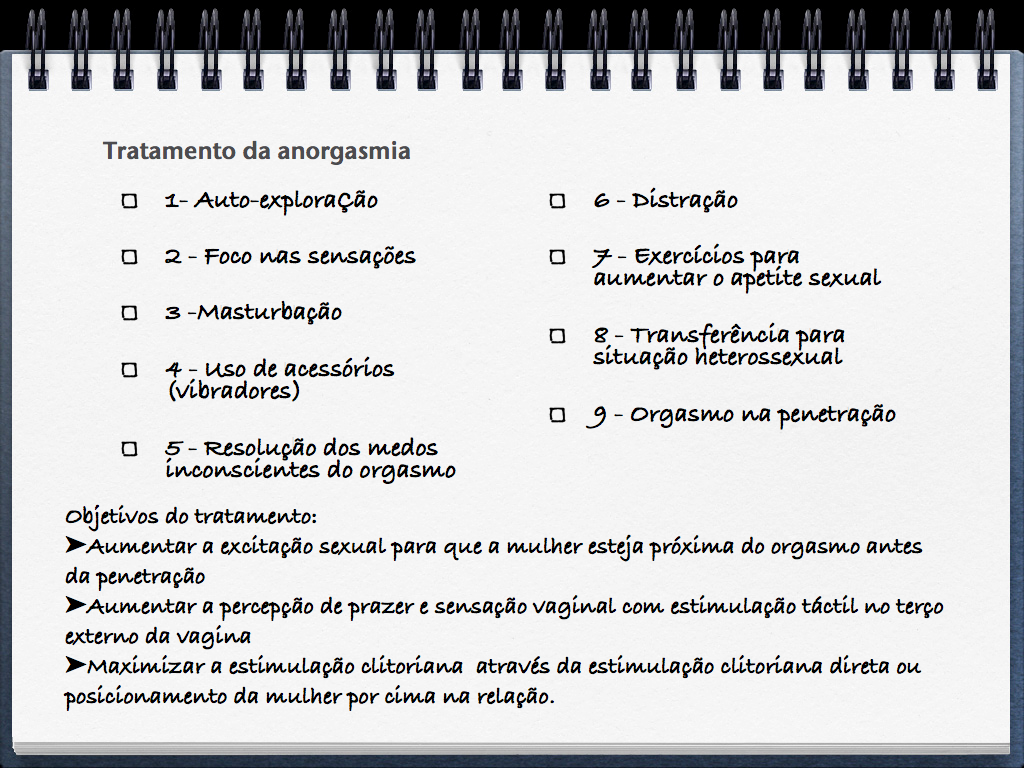 Tratamento da anorgasmia
1- Auto-exploraÇão
2 - Foco nas sensações
3 -Masturbação
4 - Uso de acessórios
(vibradores)
5 - Resolução dos medos
inconscientes do orgasmo
6 - Distração
7 - Exercícios para
aumentar o apetite sexual
8 - Transferência para
situação heterossexual
9 - Orgasmo na penetração
Objetivos do tratamento:
➤Aumentar a excitação sexual para que a mulher esteja próxima do orgasmo antes
da penetração
➤Aumentar a percepção de prazer e sensação vaginal com estimulação táctil no terço
externo da vagina
➤Maximizar a estimulação clitoriana  através da estimulação clitoriana direta ou
posicionamento da mulher por cima na relação.